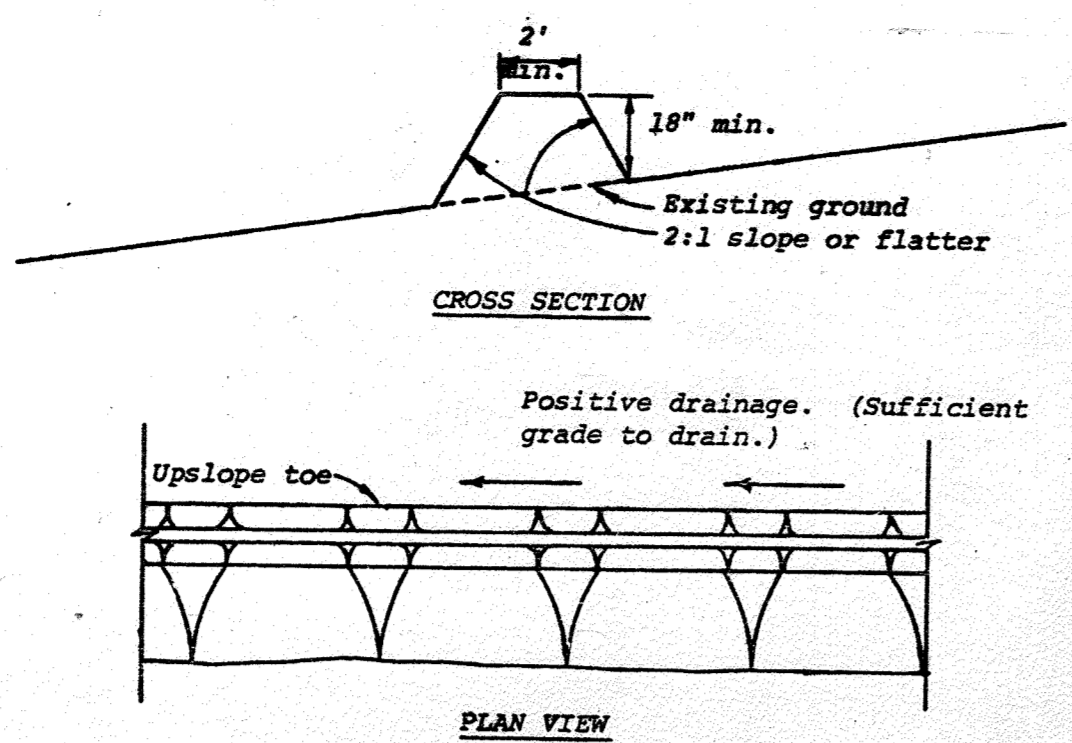 2'
min.
18" min.
Existing ground
2:1 slope or flatter
CROSS SECTION
Positive drainage. (Sufficient
grade to drain.)
Upslope toe
PLAN VIEW